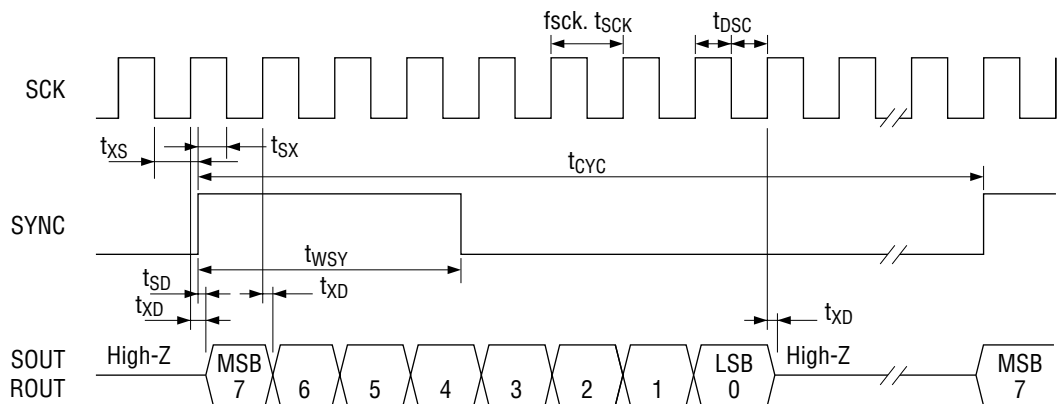 fsck. tSCK
tDSC
SCK
tXS
tSX
tCYC
SYNC
tWSY
tSD
tXD
tXD
tXD
SOUT
ROUT
High-Z
MSB
7
6
5
4
3
2
1
LSB
0
High-Z
MSB
7